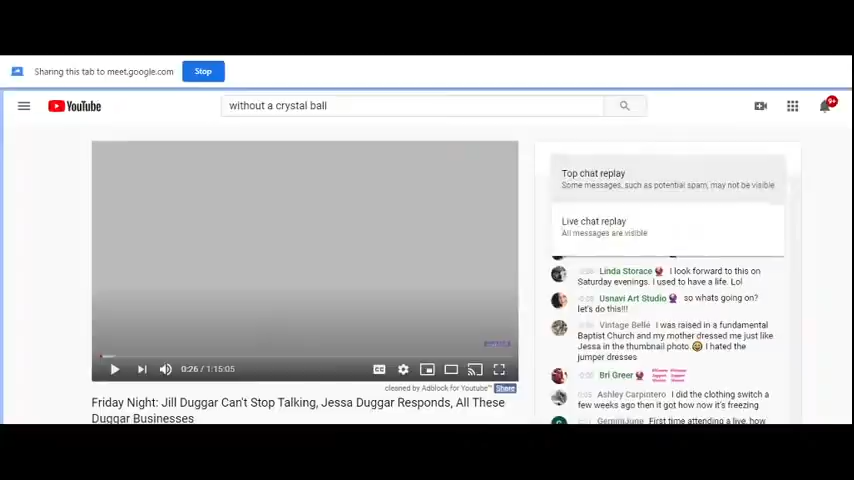 Sharing this tab to meet.google.com
Stop
YouTube
without a crystal ball
9+
Top chat replay
Some messages, such as potential spam, may not be visible
Live chat replay
All messages are visible
Linda Storace I look forward to this on
Saturday evenings. I used to have a life. Lol
Usnavi Art Studio so whats going on?
let's do this!!!
Vintage Belle I was raised in a fundamental
Baptist Church and my mother dressed me just like
Jessa in the thumbnail photo. I hated the
jumper dresses
Bri Greer
Ashley Carpintero I did the clothing switch a
few weeks ago then it got how now it's freezing
GeminiJune First time attending a live, how
0:26 / 1:15:05
cleaned by Adblock for Youtube™ Share
Friday Night: Jill Duggar Can't Stop Talking, Jessa Duggar Responds, All These
Duggar Businesses